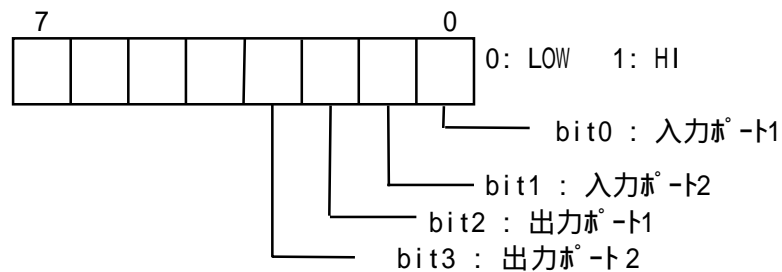 7 0
0: LOW 1: HI
bit0 : 入力ﾎﾟｰﾄ1
bit1 : 入力ﾎﾟｰﾄ2
bit2 : 出力ﾎﾟｰﾄ1
bit3 : 出力ﾎﾟｰﾄ2